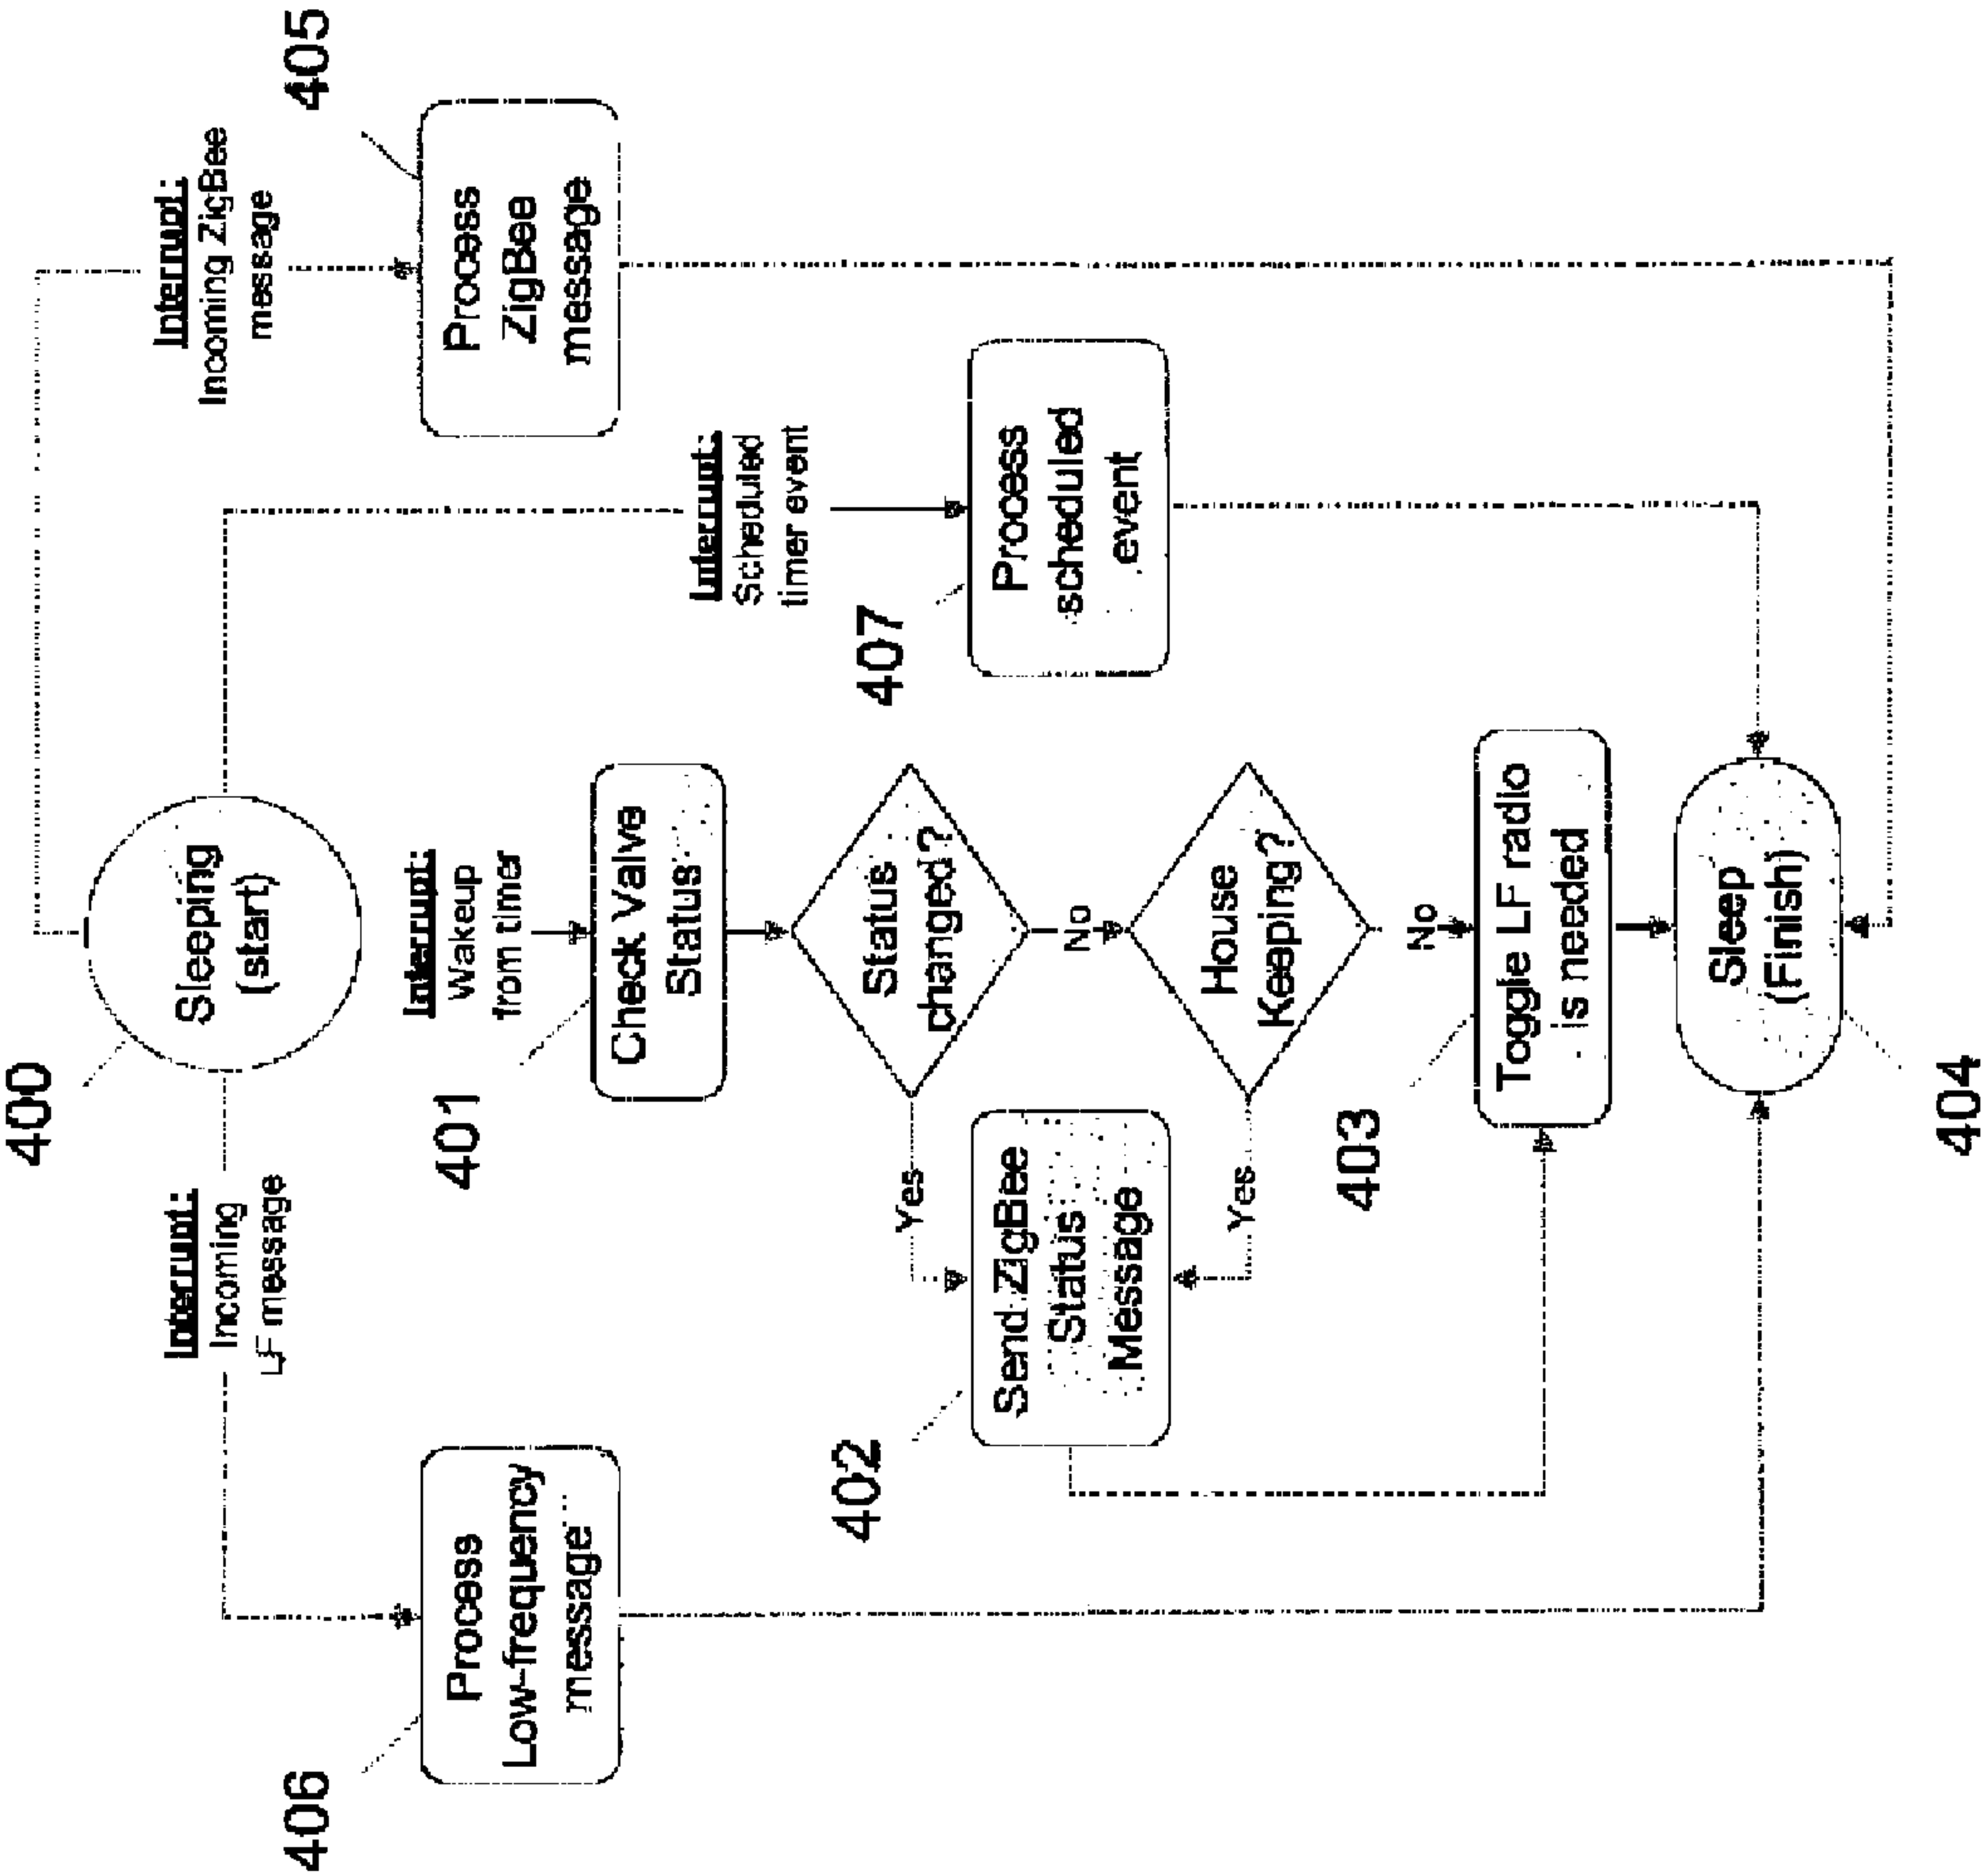 400
Sleeping
(start)
Interrupt:
Incoming
LF message
Interrupt:
Incoming ZigBee
message
406
Process
Low-frequency
message
405
Process
ZigBee
message
Interrupt:
Wakeup
from timer
401
Check Valve
Status
Interrupt:
Scheduled
timer event
407
Process
scheduled
event
Status
changed?
Yes
No
402
Send ZigBee
Status
Message
House
Keeping?
Yes
No
403
Toggle LF radio
is needed
Sleep
(Finish)
404